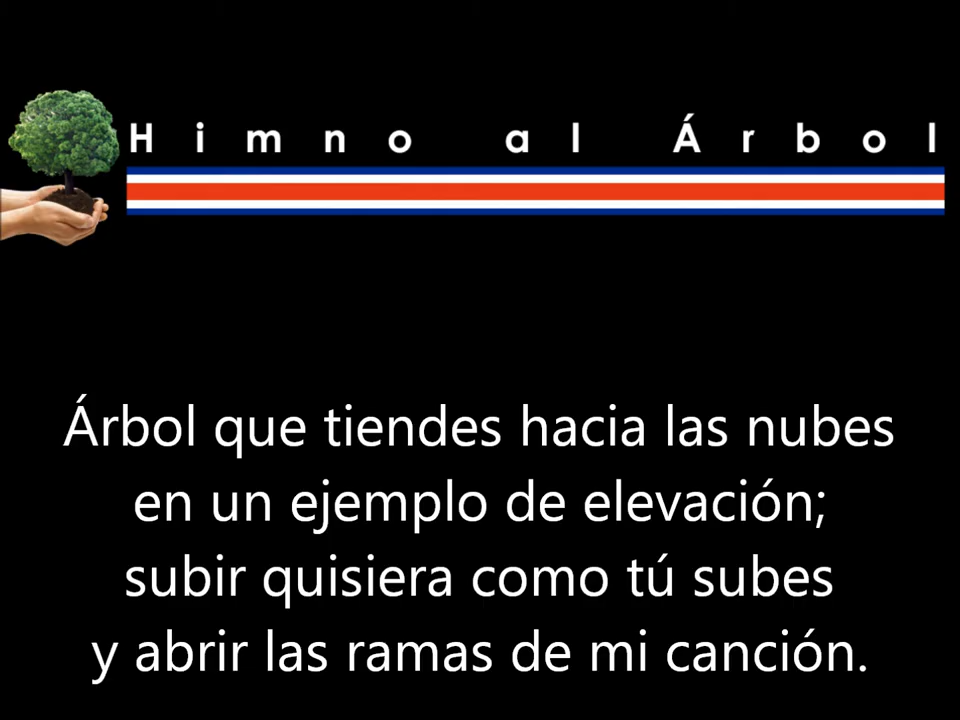 Himno al Árbol
Árbol que tiendes hacia las nubes
en un ejemplo de elevación;
subir quisiera como tú subes
y abrir las ramas de mi canción.